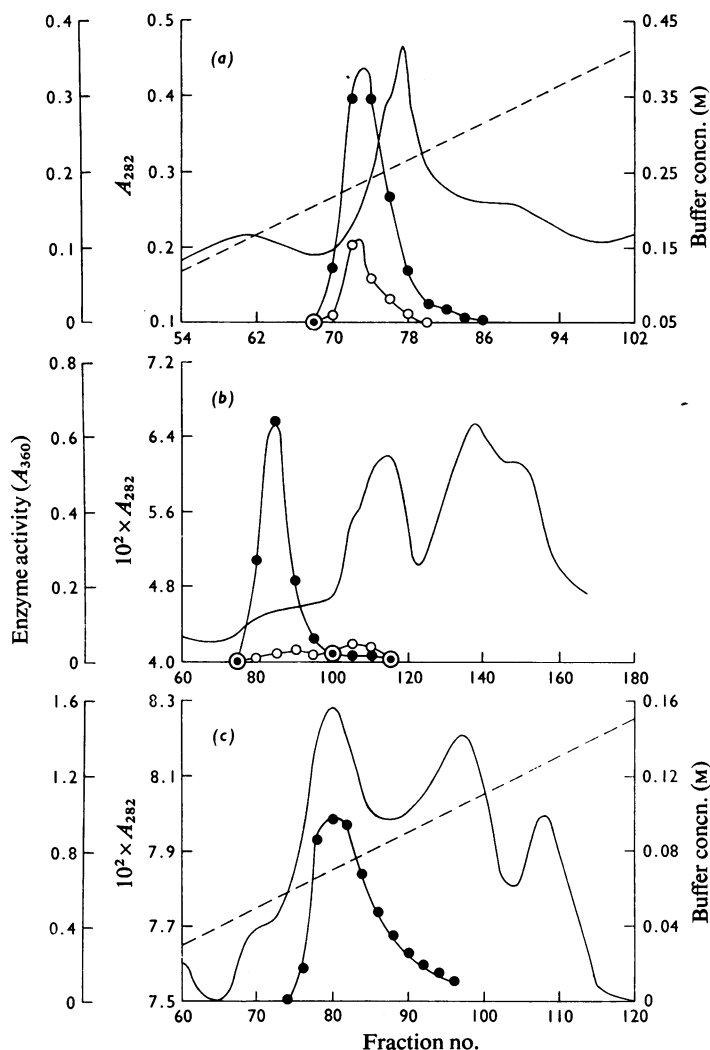 0.4 0.5 0.45
(a)
0.3 0.4 0.35
A282 Buffer concn. (M)
0.2 0.3 0.25
0.1 0.2 0.15
0 0.1 0.05
54 62 70 78 86 94 102
0.8 7.2
(b)
0.6 6.4
Enzyme activity (A360)
10² × A282
0.4 5.6
0.2 4.8
0 4.0
60 80 100 120 140 160 180
1.6 8.3 0.16
(c)
1.2 8.1 0.12
10² × A282 Buffer concn. (M)
0.8 7.9 0.08
0.4 7.7 0.04
0 7.5 0
60 70 80 90 100 110 120
Fraction no.